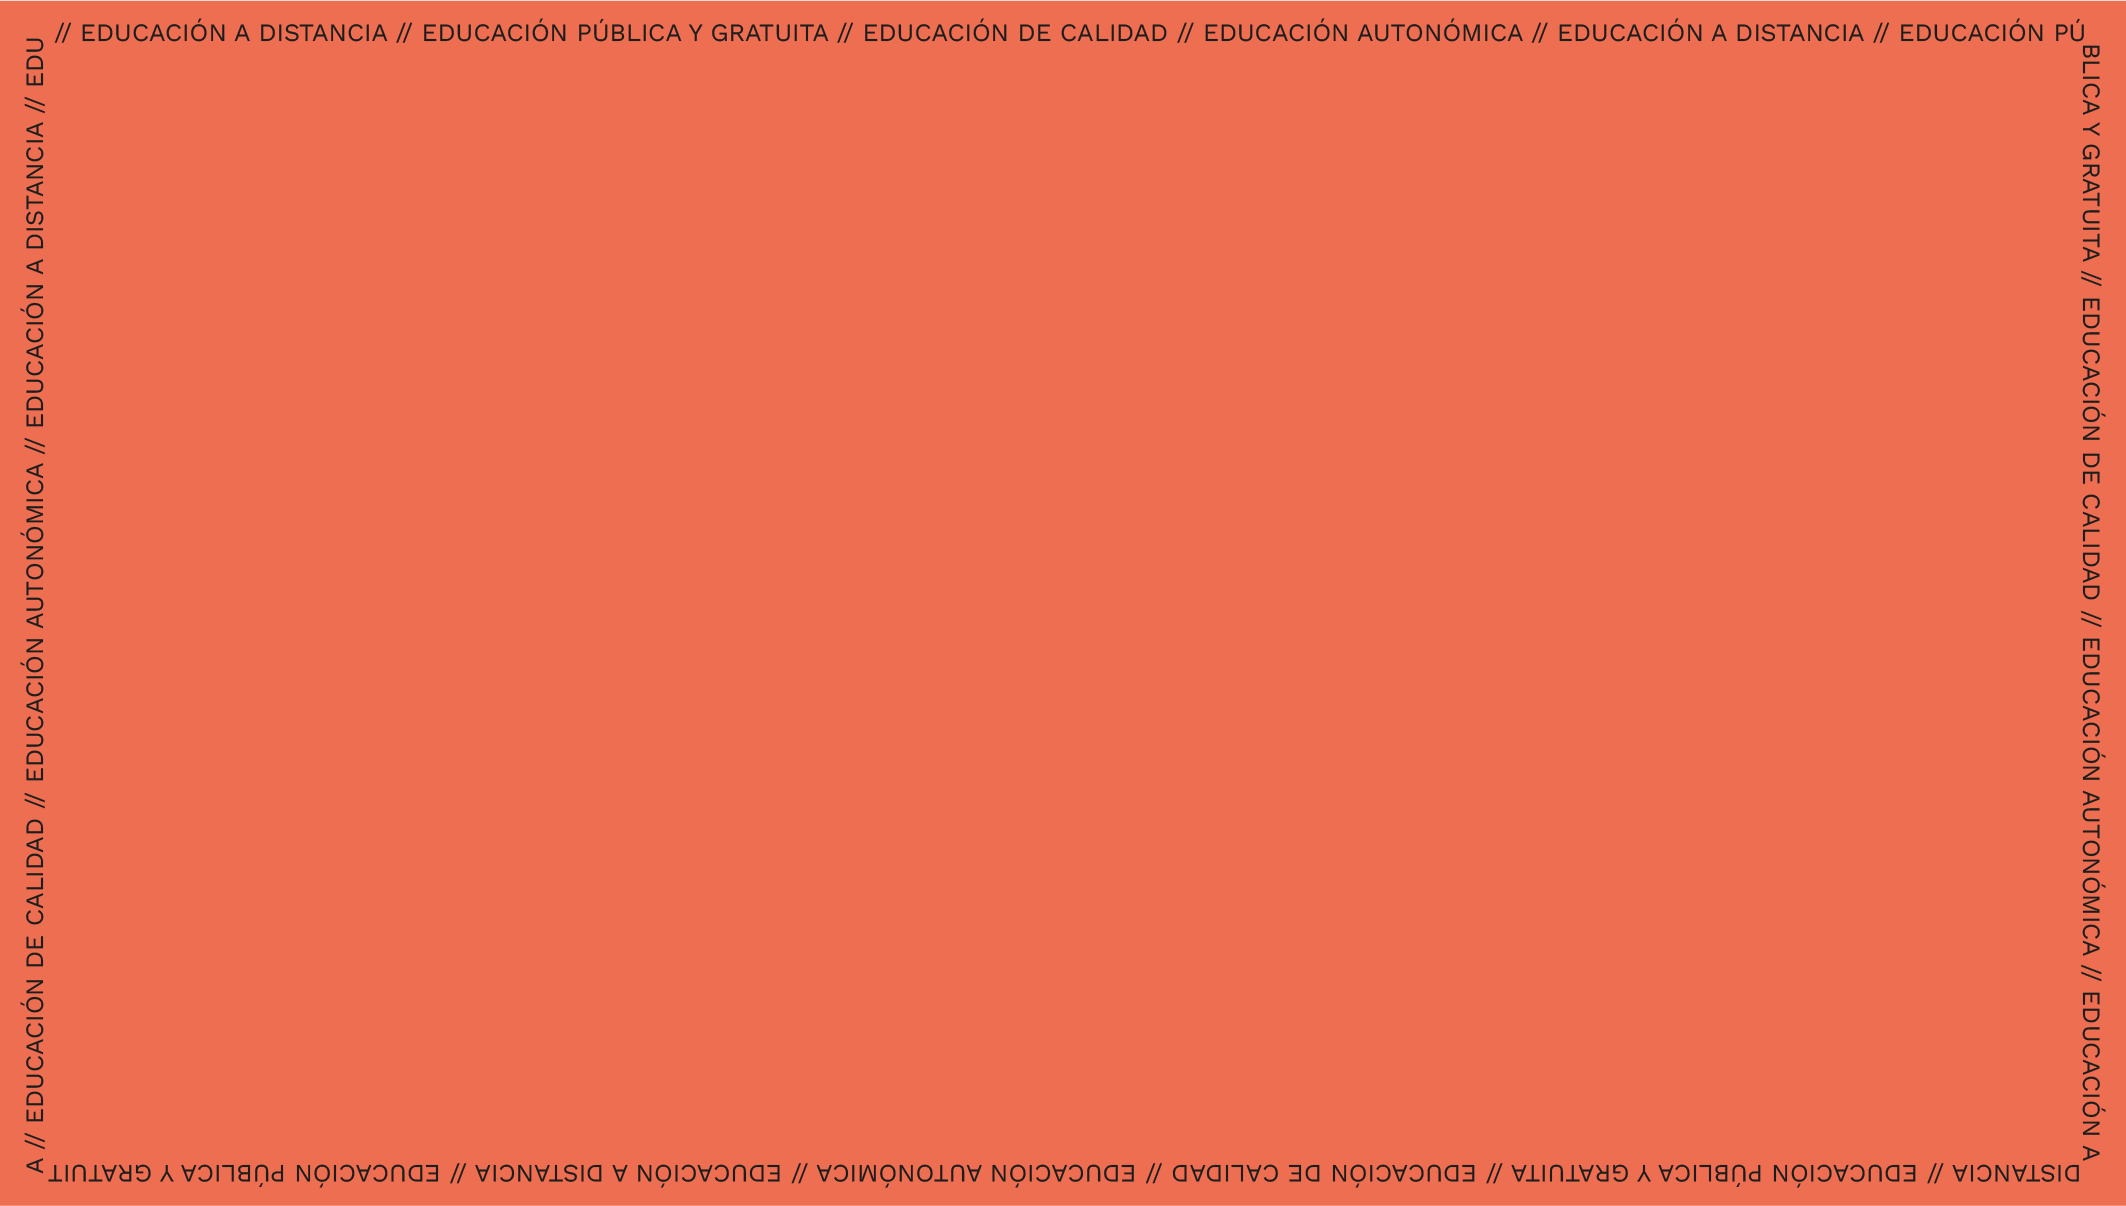 // EDUCACIÓN A DISTANCIA // EDUCACIÓN PÚBLICA Y GRATUITA // EDUCACIÓN DE CALIDAD // EDUCACIÓN AUTONÓMICA // EDUCACIÓN A DISTANCIA // EDUCACIÓN PÚ
BLICA Y GRATUITA // EDUCACIÓN DE CALIDAD // EDUCACIÓN AUTONÓMICA // EDUCACIÓN A
DISTANCIA // EDUCACIÓN PÚBLICA Y GRATUITA // EDUCACIÓN DE CALIDAD // EDUCACIÓN AUTONÓMICA // EDUCACIÓN A DISTANCIA // EDUCACIÓN PÚBLICA Y GRATUIT
A // EDUCACIÓN DE CALIDAD // EDUCACIÓN AUTONÓMICA // EDUCACIÓN A DISTANCIA // EDU